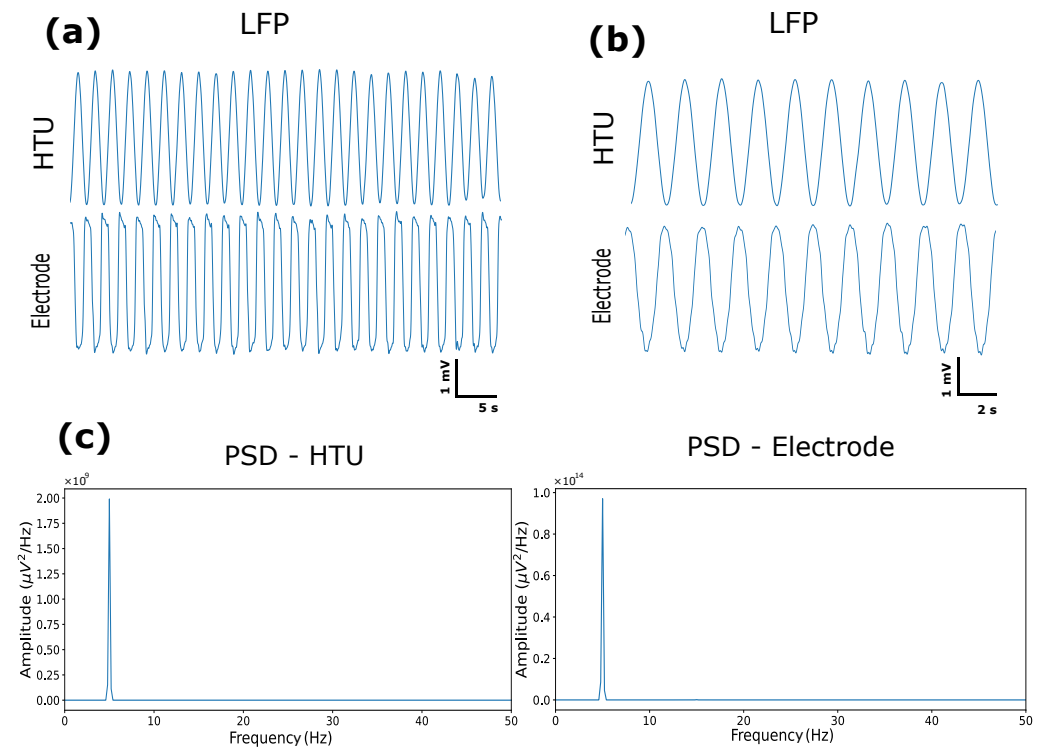 (a)
LFP
(b)
LFP
HTU
HTU
Electrode
Electrode
1 mV
5 s
1 mV
2 s
(c)
PSD - HTU
PSD - Electrode
×10⁹
2.00
1.75
1.50
1.25
1.00
0.75
0.50
0.25
0.00
Amplitude (μV²/Hz)
0
10
20
30
40
50
Frequency (Hz)
×10¹⁴
1.0
0.8
0.6
0.4
0.2
0.0
Amplitude (μV²/Hz)
0
10
20
30
40
50
Frequency (Hz)